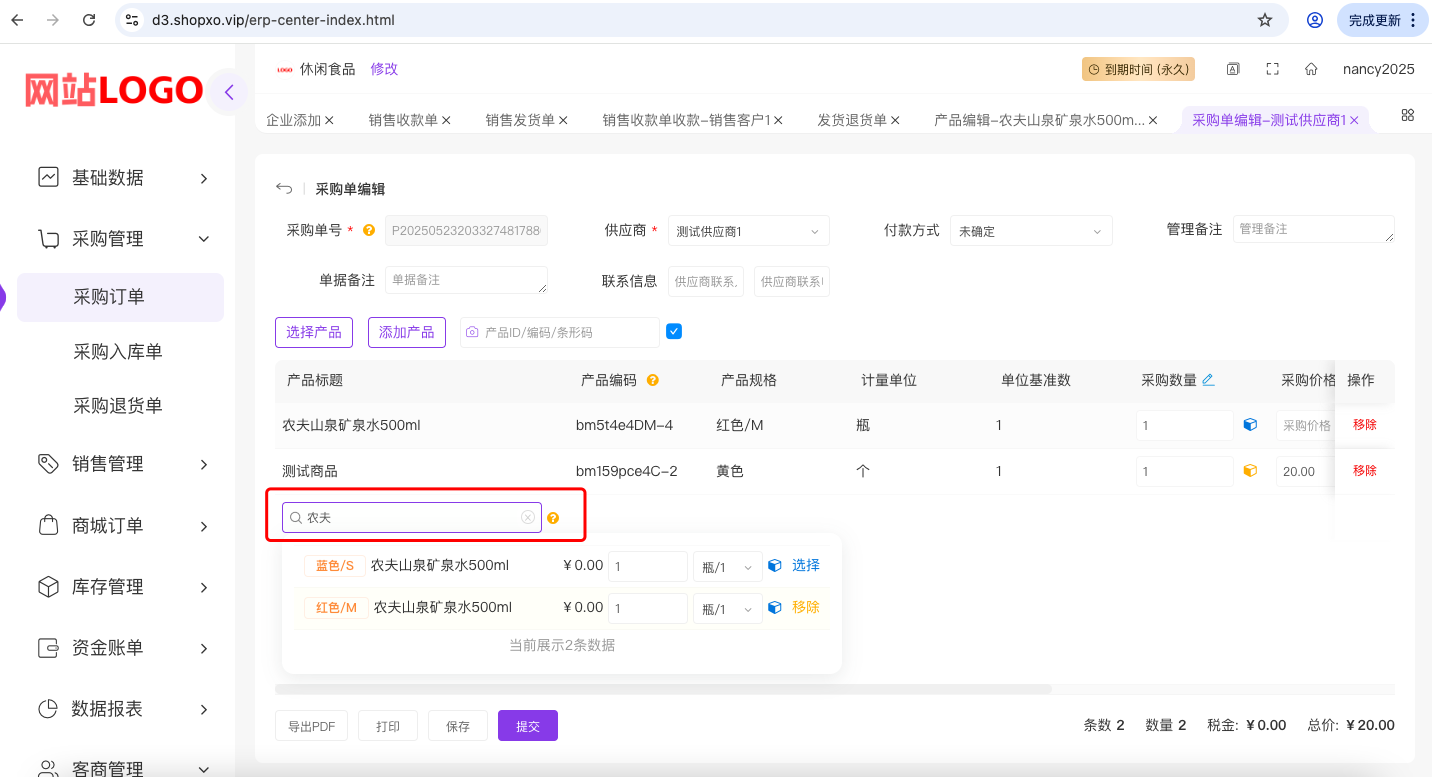 d3.shopxo.vip/erp-center-index.html
完成更新
网站LOGO
LOGO 休闲食品 修改
到期时间 (永久)
nancy2025
企业添加 × 销售收款单 × 销售发货单 × 销售收款单收款-销售客户1 × 发货退货单 × 产品编辑-农夫山泉矿泉水500m... × 采购单编辑-测试供应商1 ×
基础数据
采购管理
采购订单
采购入库单
采购退货单
销售管理
商城订单
库存管理
资金账单
数据报表
客商管理
采购单编辑
采购单号 * ? P20250523203327481788 供应商 * 测试供应商1 付款方式 未确定 管理备注 管理备注
单据备注 单据备注 联系信息 供应商联系 供应商联系
选择产品 添加产品 产品ID/编码/条形码
产品标题 产品编码 ? 产品规格 计量单位 单位基准数 采购数量 采购价格 操作
农夫山泉矿泉水500ml bm5t4e4DM-4 红色/M 瓶 1 1 采购价格 移除
测试商品 bm159pce4C-2 黄色 个 1 1 20.00 移除
农夫 ?
蓝色/S 农夫山泉矿泉水500ml ¥0.00 1 瓶/1 选择
红色/M 农夫山泉矿泉水500ml ¥0.00 1 瓶/1 移除
当前展示2条数据
导出PDF 打印 保存 提交 条数 2 数量 2 税金: ¥0.00 总价: ¥20.00